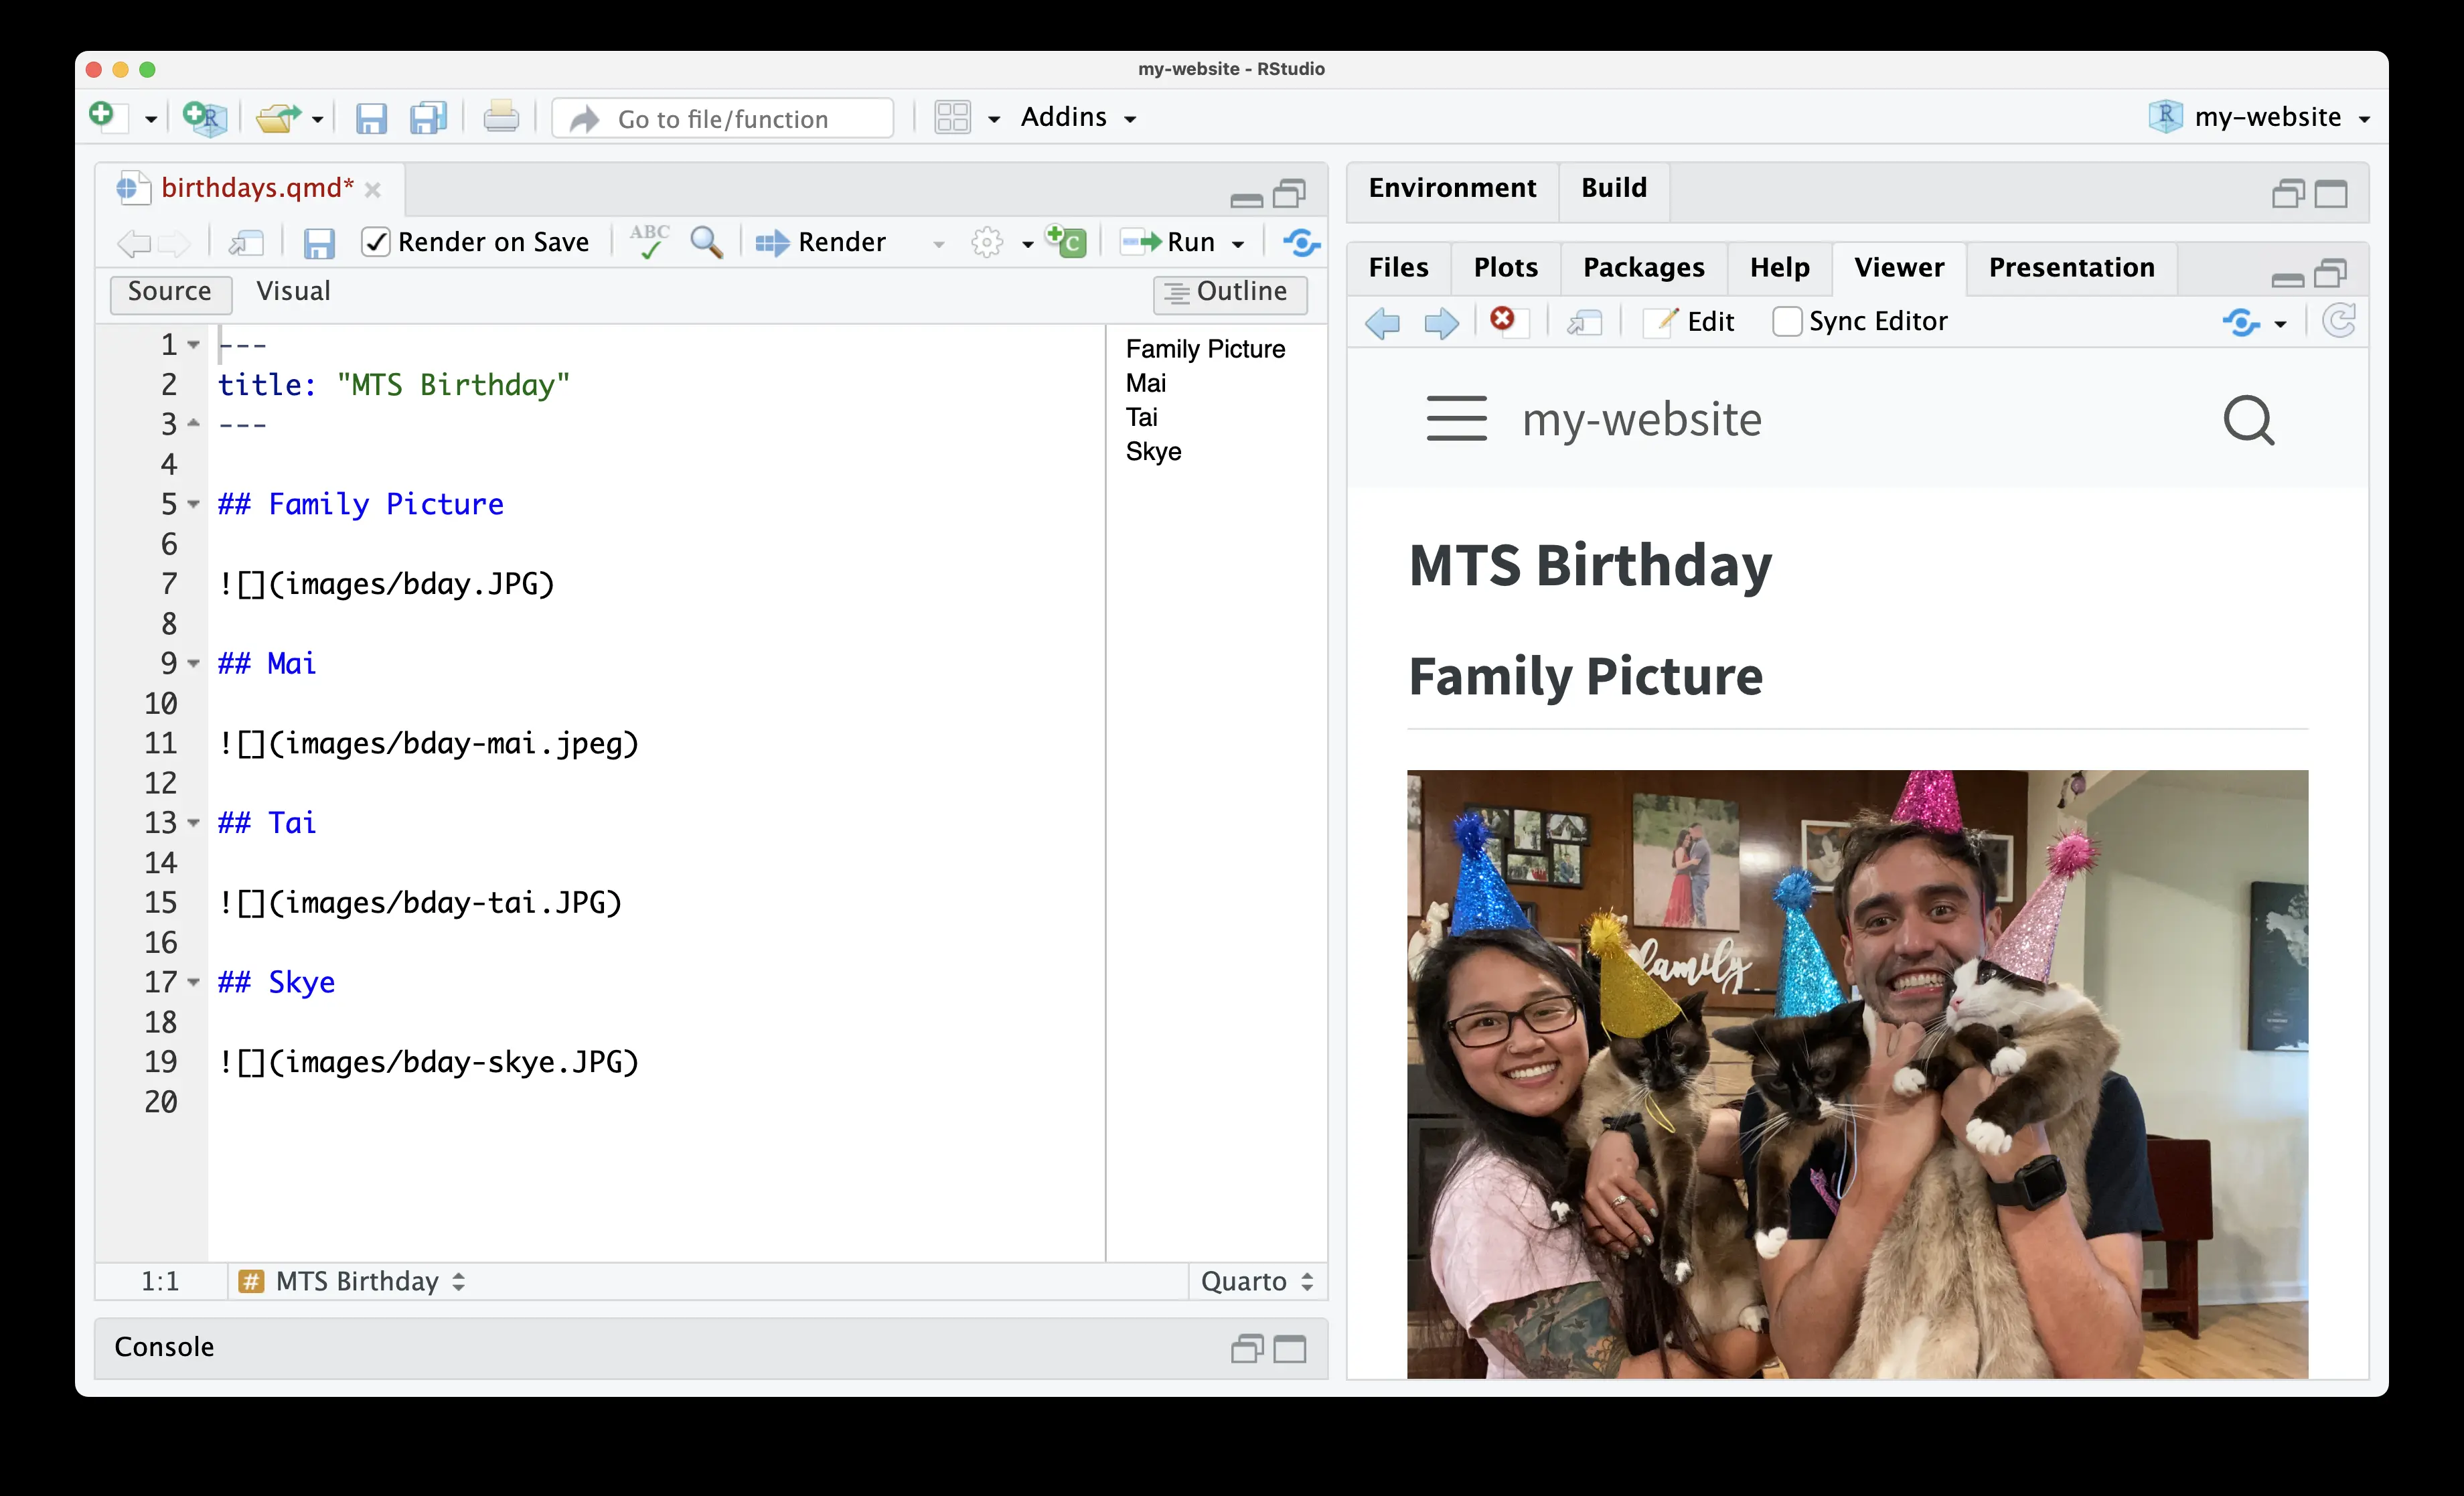 my-website - RStudio
Go to file/function
Addins
my-website
birthdays.qmd*
Render on Save
ABC
Render
C
Run
Source
Visual
Outline
1 ---
2 title: "MTS Birthday"
3 ---
4
5 ## Family Picture
6
7 ![](images/bday.JPG)
8
9 ## Mai
10
11 ![](images/bday-mai.jpeg)
12
13 ## Tai
14
15 ![](images/bday-tai.JPG)
16
17 ## Skye
18
19 ![](images/bday-skye.JPG)
20
Family Picture
Mai
Tai
Skye
1:1
# MTS Birthday
Quarto
Console
Environment
Build
Files
Plots
Packages
Help
Viewer
Presentation
Edit
Sync Editor
my-website
MTS Birthday
Family Picture
family